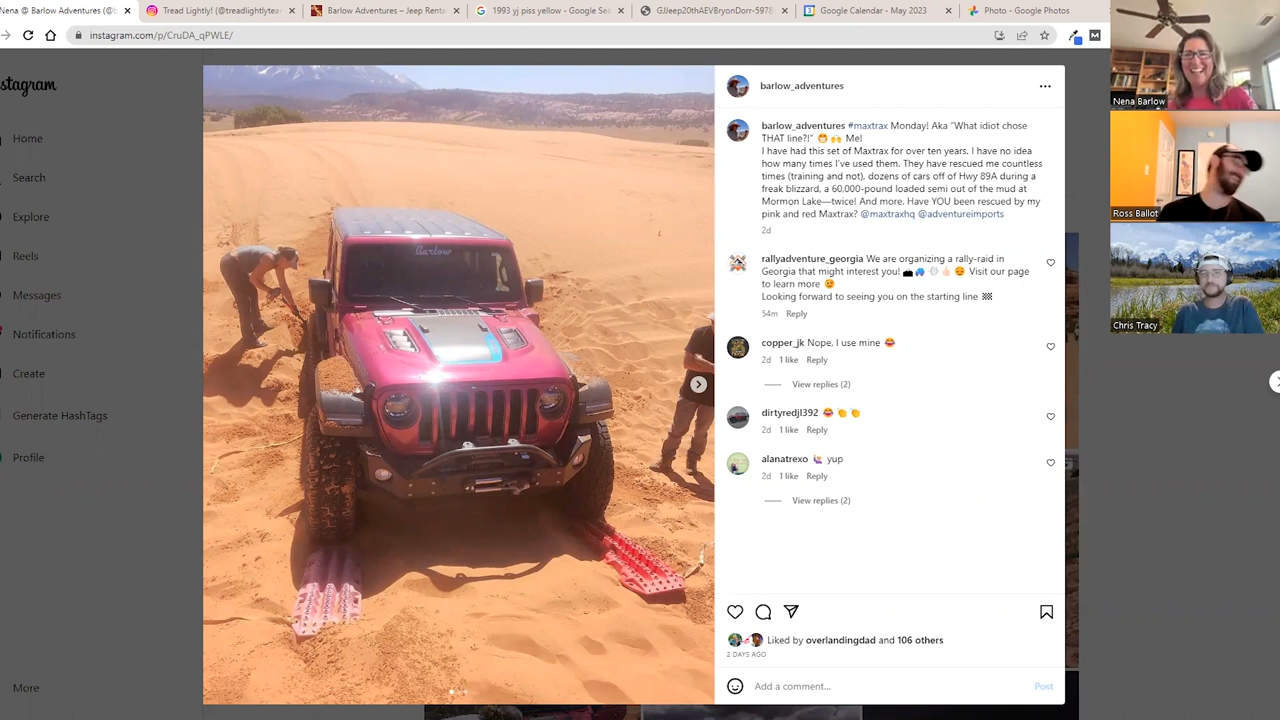 Nena @ Barlow Adventures (@b
Tread Lightly! (@treadlightlytea
Barlow Adventures – Jeep Renta
1993 yj piss yellow - Google Sea
GJJeep20thAEVBryonDorr-5978
Google Calendar - May 2023
Photo - Google Photos
instagram.com/p/CruDA_qPWLE/
nstagram
Home
Search
Explore
Reels
Messages
Notifications
Create
Generate HashTags
Profile
More
Barlow
barlow_adventures
barlow_adventures #maxtrax Monday! Aka "What idiot chose
THAT line?!" 😁 🙌 Me!
I have had this set of Maxtrax for over ten years. I have no idea
how many times I've used them. They have rescued me countless
times (training and not), dozens of cars off of Hwy 89A during a
freak blizzard, a 60,000-pound loaded semi out of the mud at
Mormon Lake—twice! And more. Have YOU been rescued by my
pink and red Maxtrax? @maxtraxhq @adventureimports
2d
rallyadventure_georgia We are organizing a rally-raid in
Georgia that might interest you! Visit our page
to learn more
Looking forward to seeing you on the starting line 🏁
54m Reply
copper_jk Nope, I use mine 😂
2d 1 like Reply
View replies (2)
dirtyredjl392 😂 👏 👏
2d 1 like Reply
alanatrexo yup
2d 1 like Reply
View replies (2)
Liked by overlandingdad and 106 others
2 DAYS AGO
Add a comment...
Post
Nena Barlow
Ross Ballot
Chris Tracy